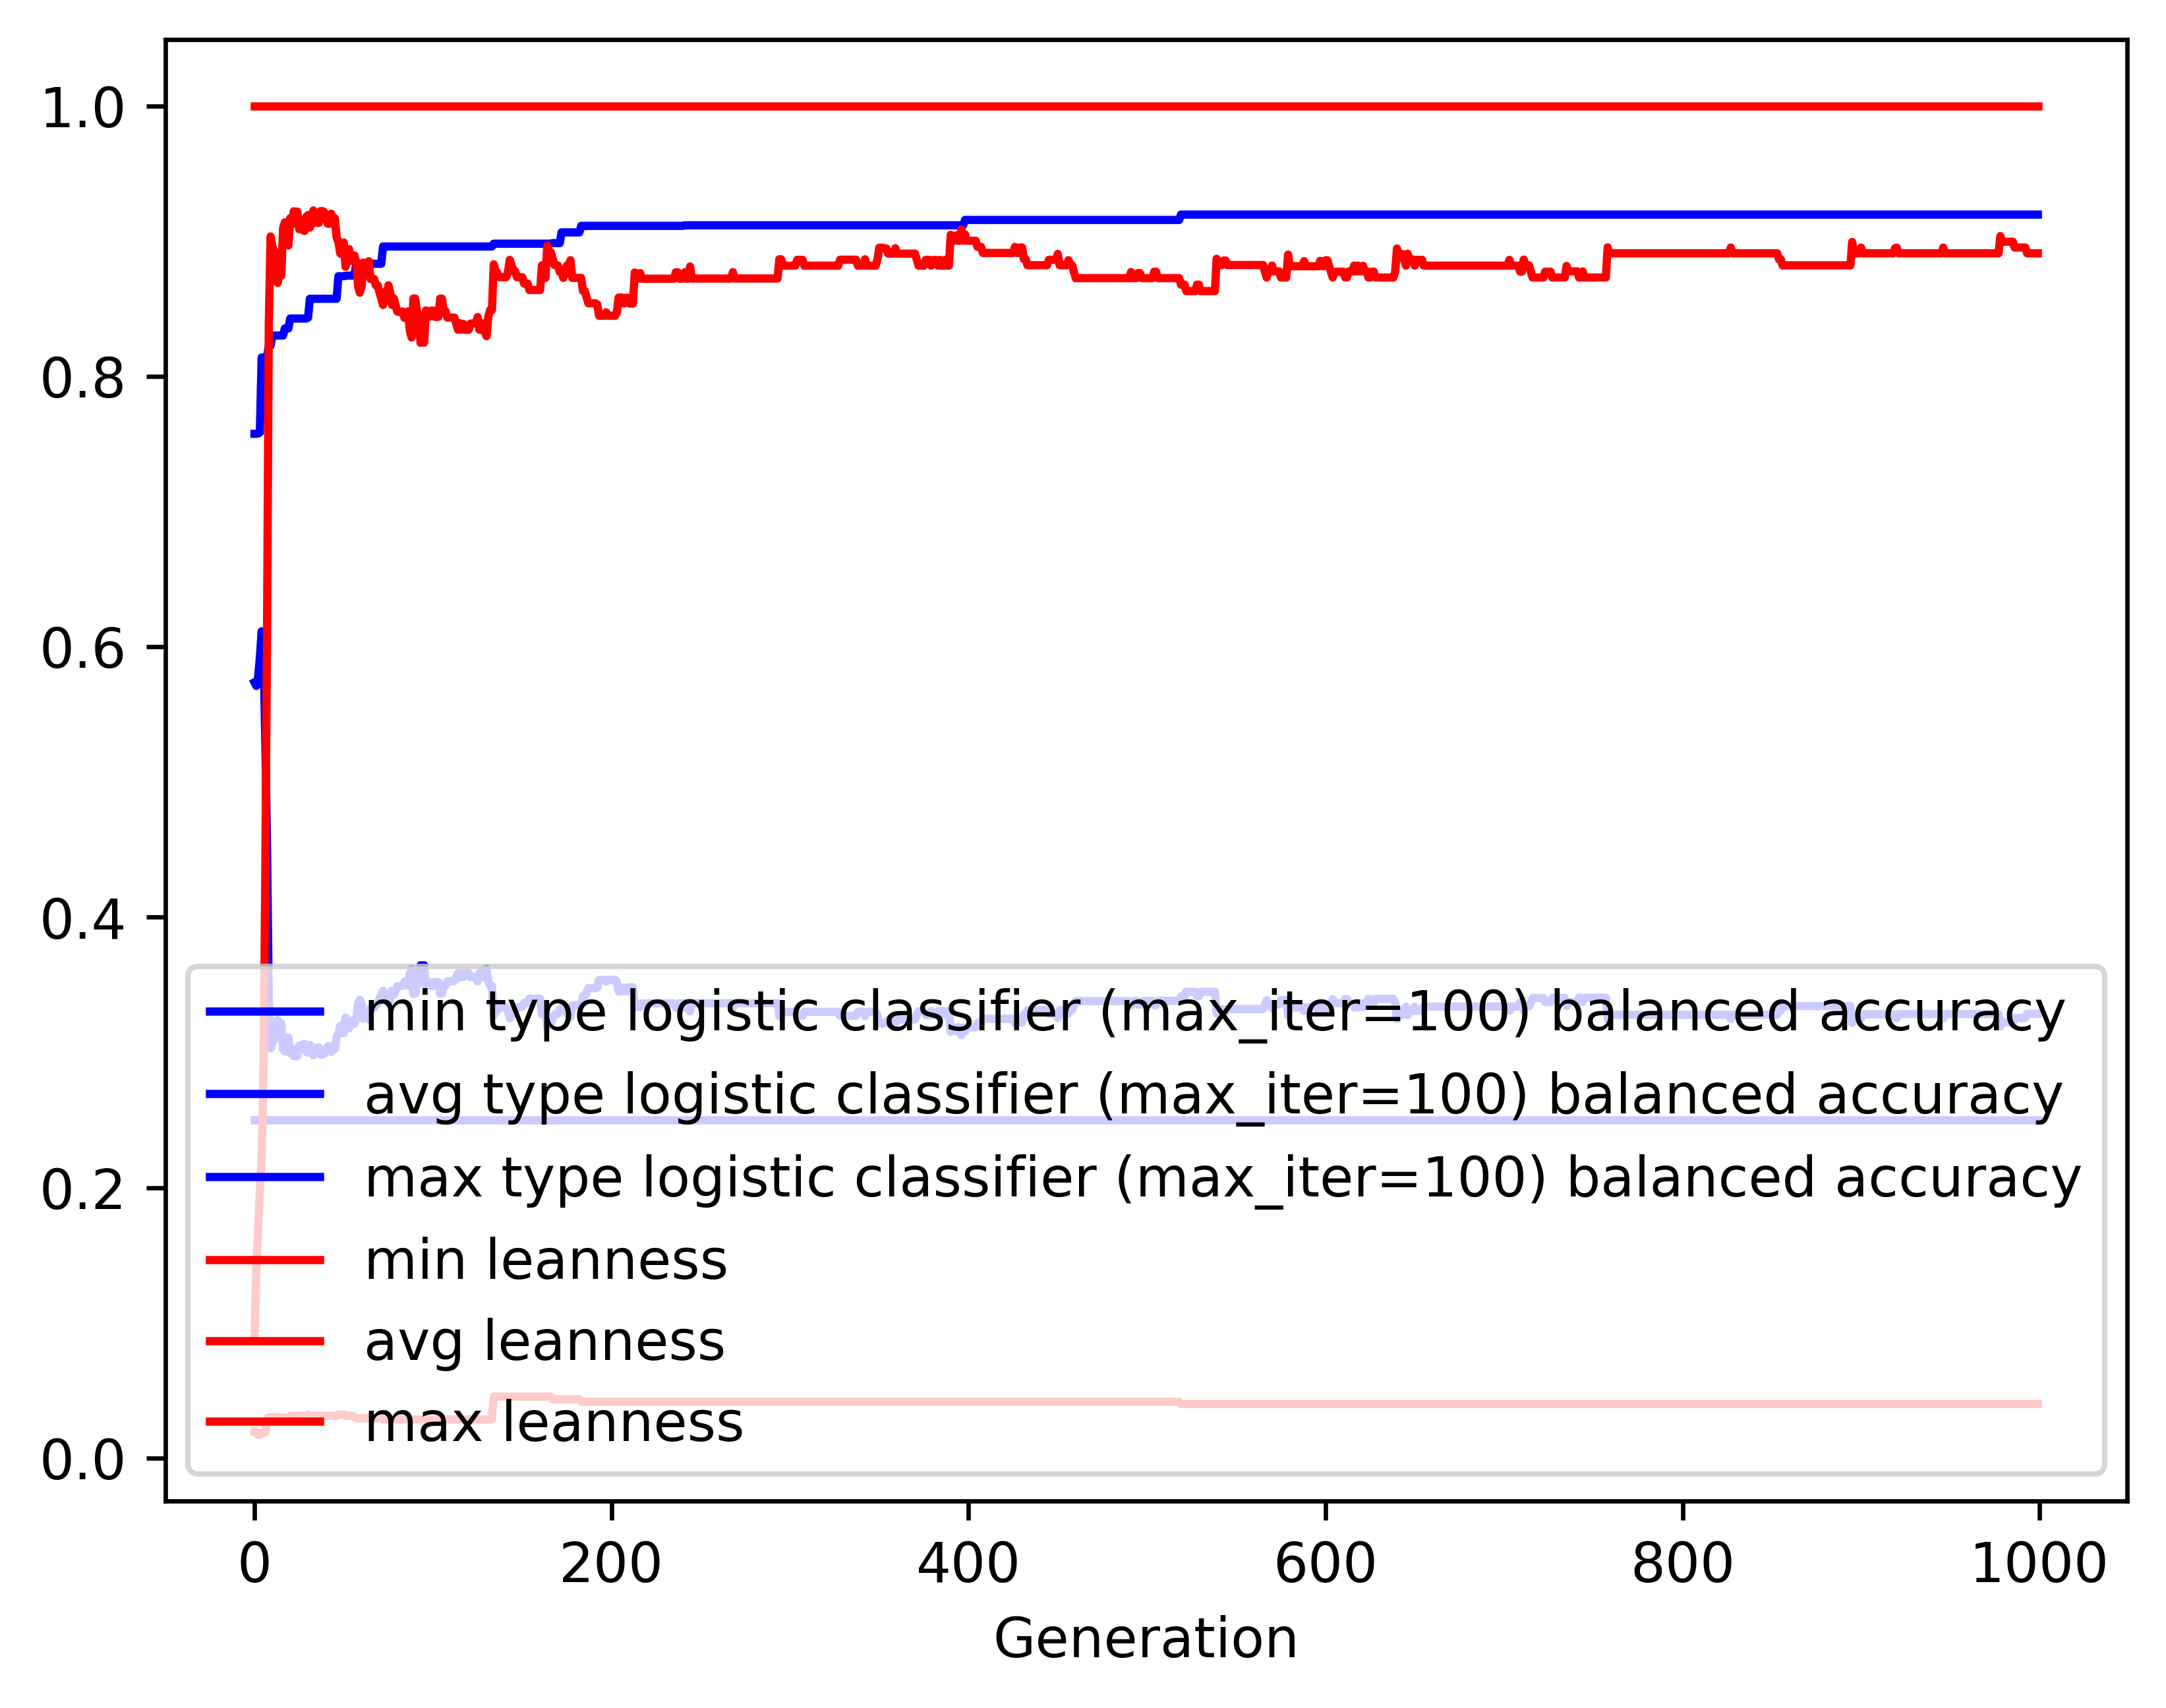 1.0
0.8
0.6
0.4
0.2
0.0
min type logistic classifier (max_iter=100) balanced accuracy
avg type logistic classifier (max_iter=100) balanced accuracy
max type logistic classifier (max_iter=100) balanced accuracy
min leanness
avg leanness
max leanness
0 200 400 600 800 1000
Generation